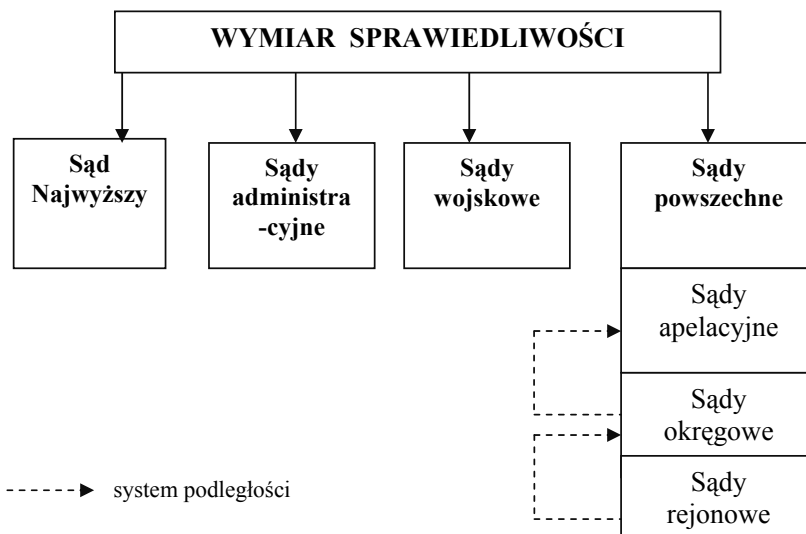 WYMIAR SPRAWIEDLIWOŚCI
Sąd
Najwyższy
Sądy
administra
-cyjne
Sądy
wojskowe
Sądy
powszechne
Sądy
apelacyjne
Sądy
okręgowe
Sądy
rejonowe
system podległości